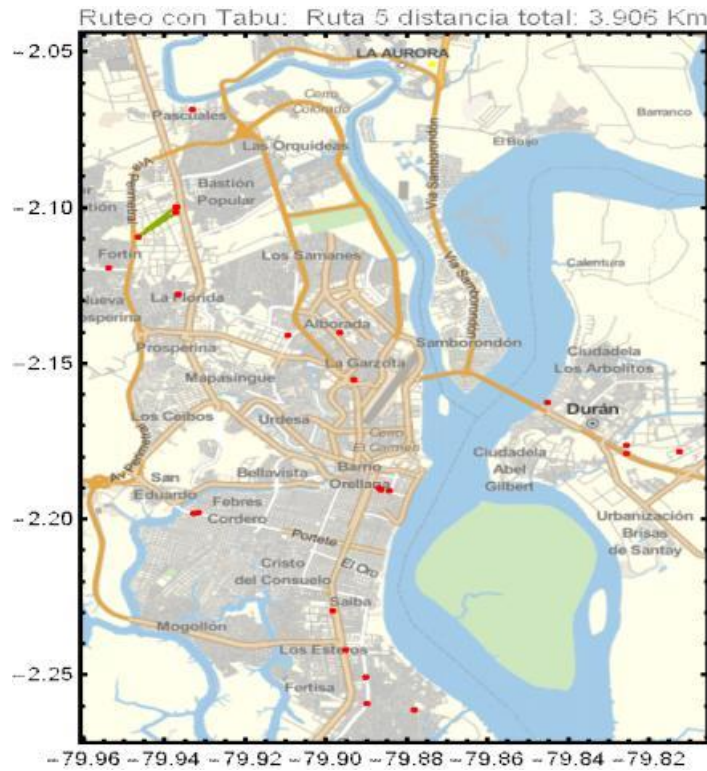 Ruteo con Tabu: Ruta 5 distancia total: 3.906 Km
−2.05
−2.10
−2.15
−2.20
−2.25
−79.96 −79.94 −79.92 −79.90 −79.88 −79.86 −79.84 −79.82
LA AURORA
Cerro
Colorado
Pascuales
Barranco
Las Orquideas
El Boljo
Via Perimetral
Via Samborondón
Bastión
Popular
Fortín
Los Samanes
Via Samborondón
Calentura
Nueva
Prosperina
La Florida
Alborada
Prosperina
La Garzota
Samborondón
Ciudadela
Los Arbolitos
Mapasingue
Los Ceibos
Urdesa
Durán
Cerro
El Carmen
Av Perimetral
San
Eduardo
Bellavista
Barrio
Orellana
Ciudadela
Abel
Gilbert
Febres
Cordero
Urbanización
Brisas
de Santay
Portete
El Oro
Cristo
del Consuelo
Saiba
Mogollón
Los Esteros
Fertisa